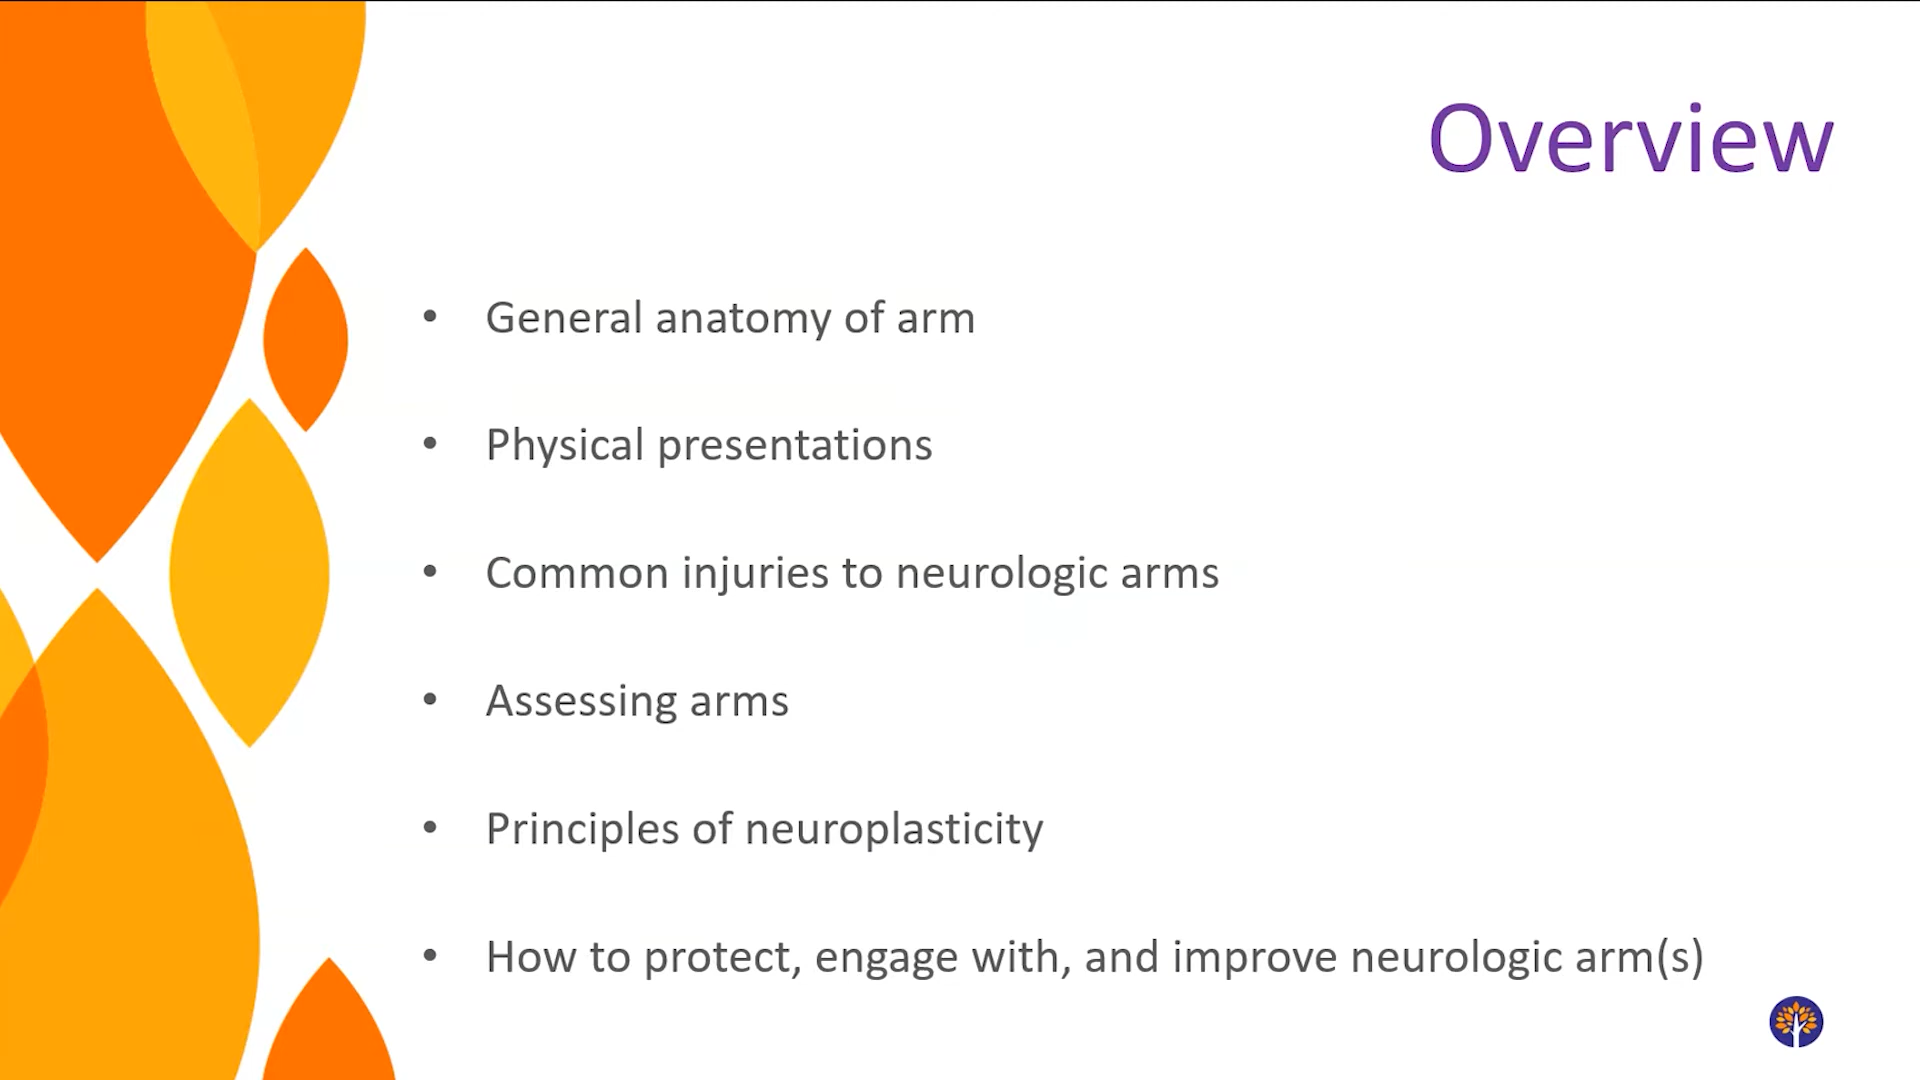 Overview
• General anatomy of arm
• Physical presentations
• Common injuries to neurologic arms
• Assessing arms
• Principles of neuroplasticity
• How to protect, engage with, and improve neurologic arm(s)